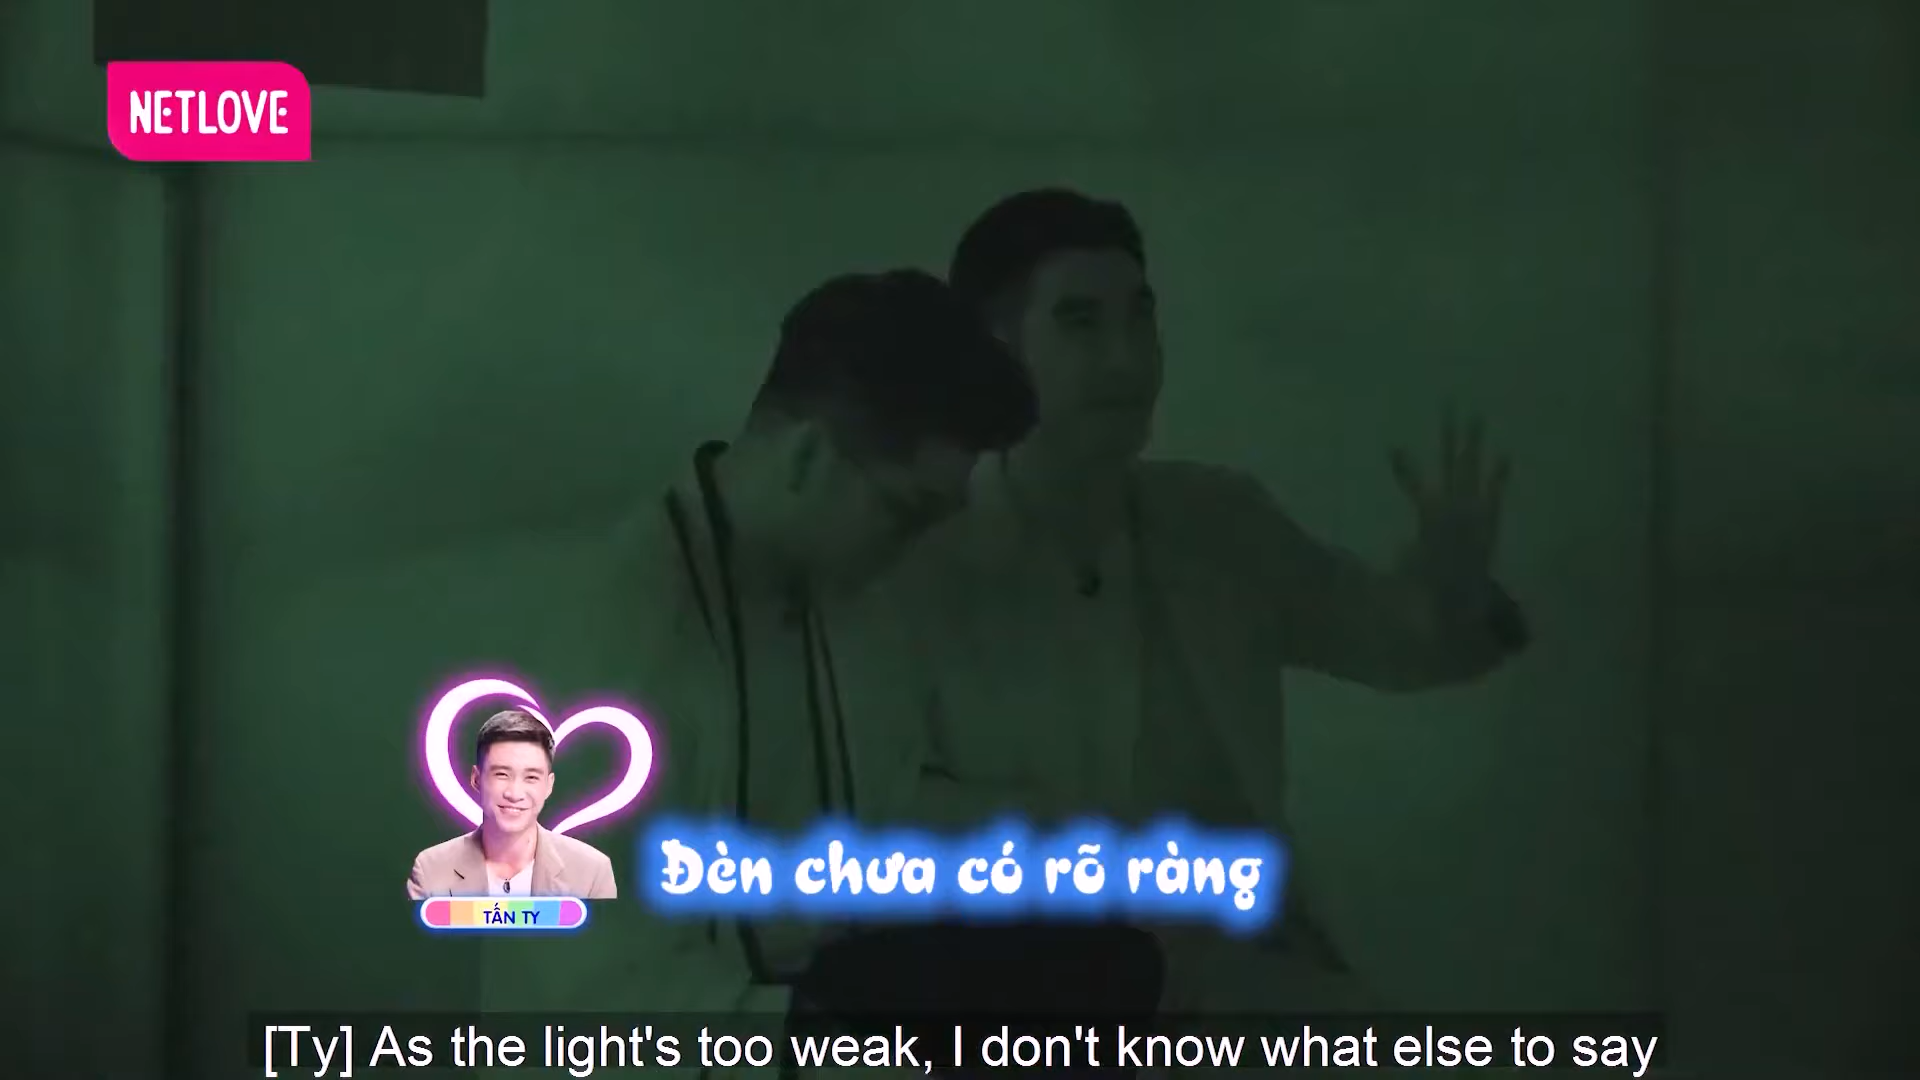 NETLOVE
Đèn chưa có rõ ràng
TẤN TY
[Ty] As the light's too weak, I don't know what else to say